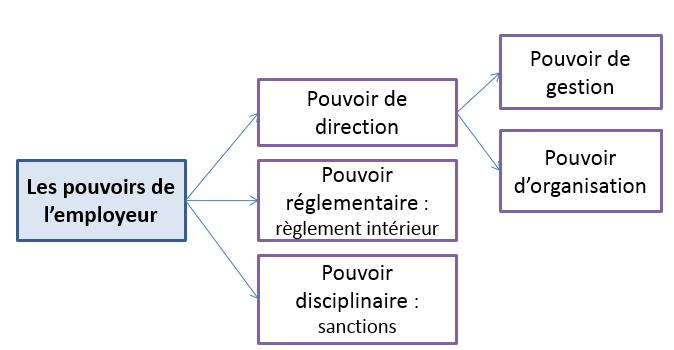 Les pouvoirs de
l’employeur
Pouvoir de
direction
Pouvoir de
gestion
Pouvoir
d’organisation
Pouvoir
réglementaire :
règlement intérieur
Pouvoir
disciplinaire :
sanctions